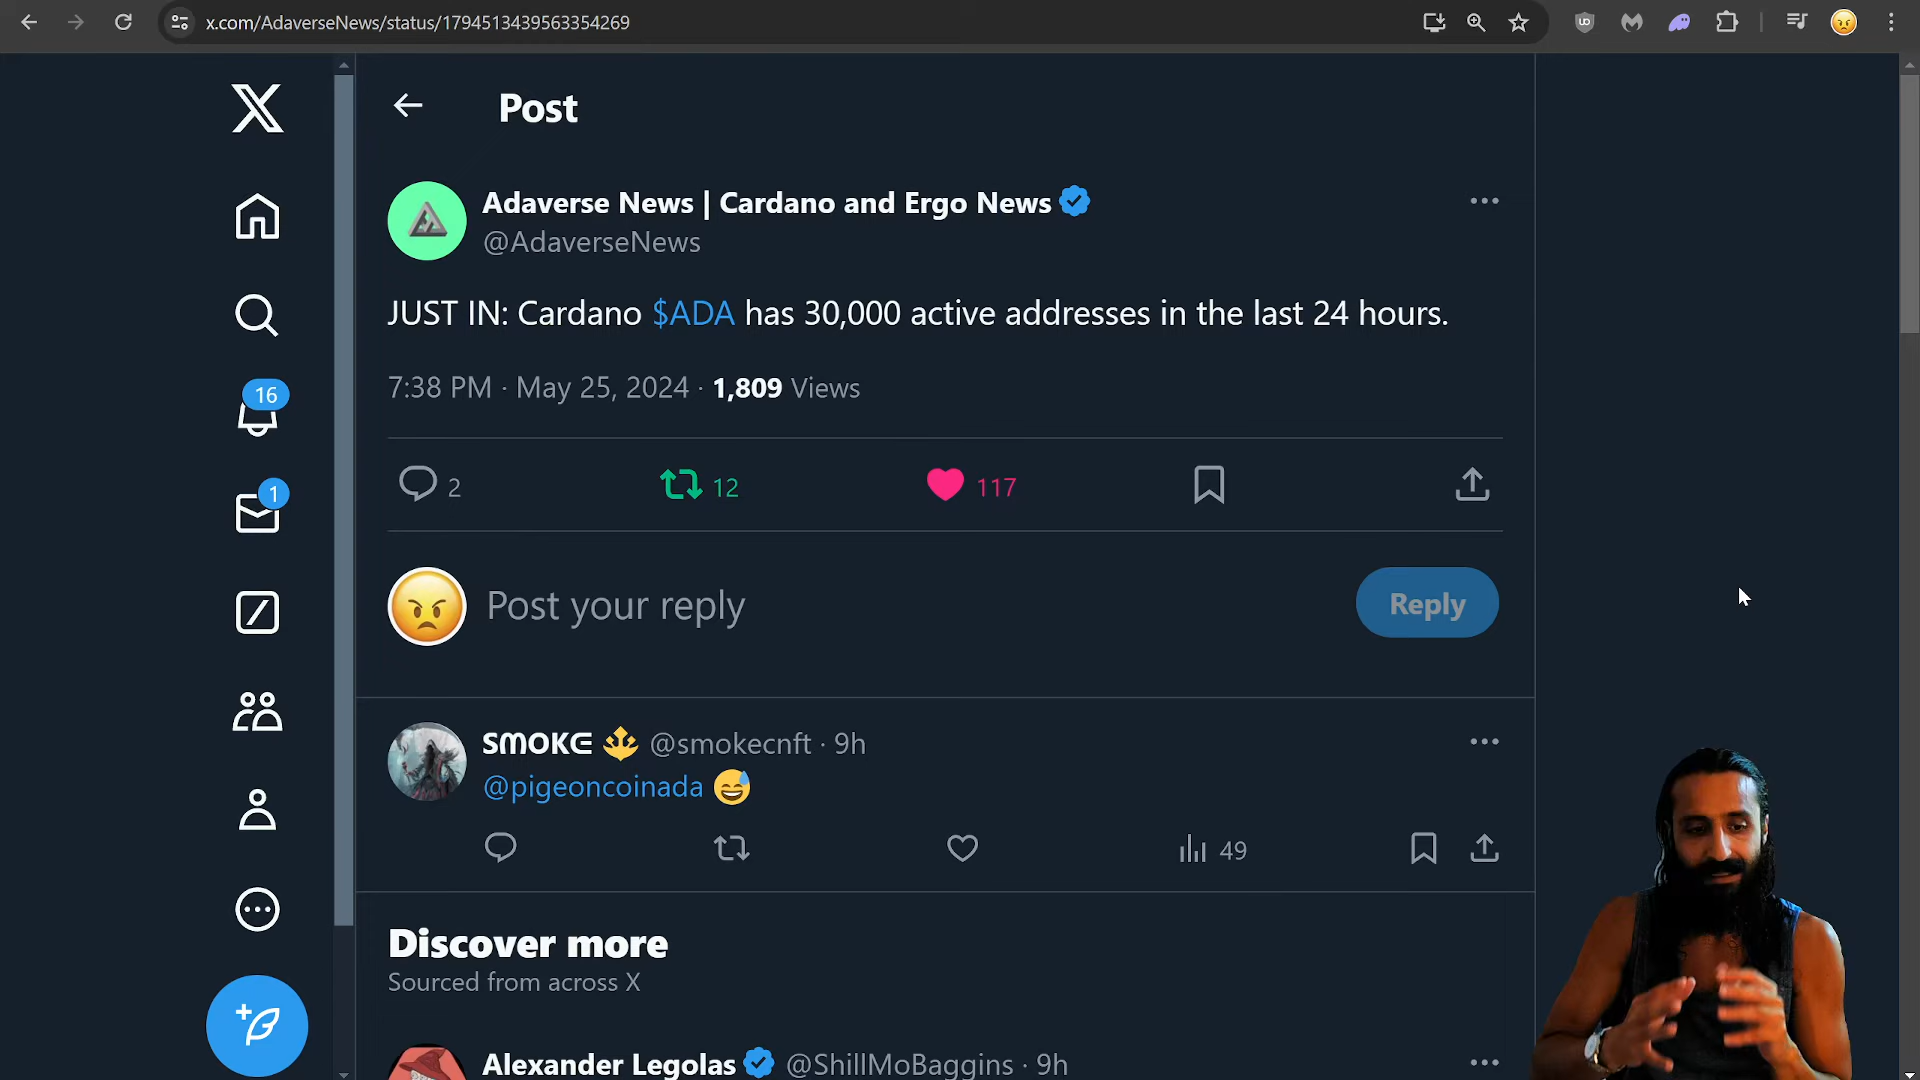 x.com/AdaverseNews/status/1794513439563354269
Post
Adaverse News | Cardano and Ergo News
@AdaverseNews
JUST IN: Cardano $ADA has 30,000 active addresses in the last 24 hours.
7:38 PM · May 25, 2024 · 1,809 Views
2
12
117
16
1
Post your reply
Reply
SMOKE @smokecnft · 9h
@pigeoncoinada 😅
49
Discover more
Sourced from across X
Alexander Legolas @ShillMoBaggins · 9h